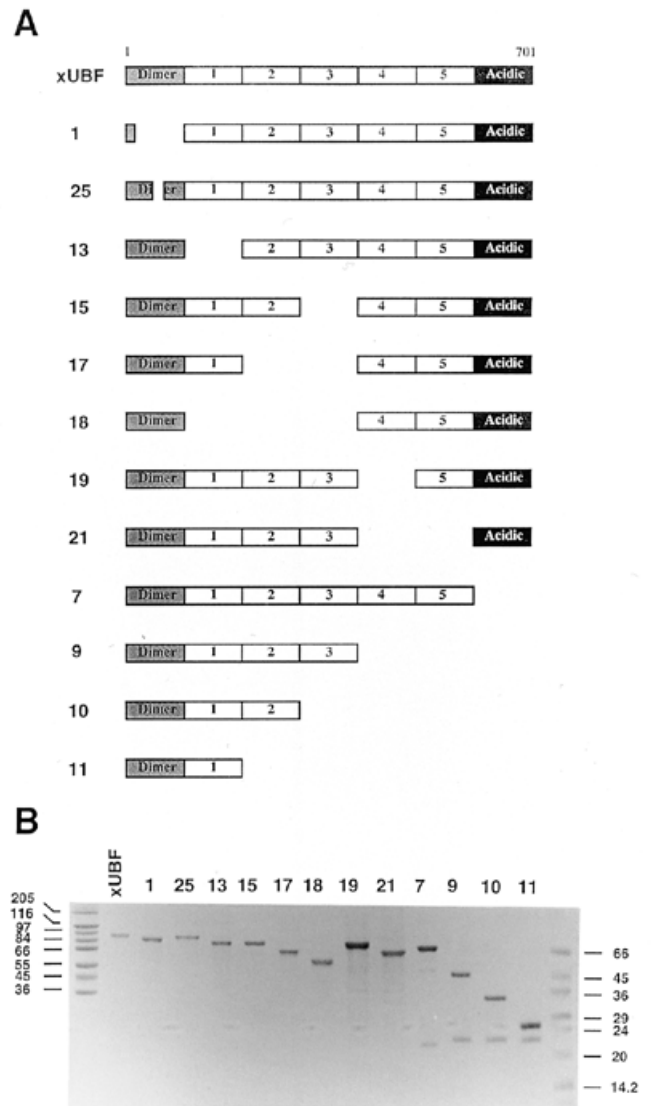 A
1 701
xUBF Dimer 1 2 3 4 5 Acidic
1 1 2 3 4 5 Acidic
25 Di er 1 2 3 4 5 Acidic
13 Dimer 2 3 4 5 Acidic
15 Dimer 1 2 4 5 Acidic
17 Dimer 1 4 5 Acidic
18 Dimer 4 5 Acidic
19 Dimer 1 2 3 5 Acidic
21 Dimer 1 2 3 Acidic
7 Dimer 1 2 3 4 5
9 Dimer 1 2 3
10 Dimer 1 2
11 Dimer 1
B
xUBF 1 25 13 15 17 18 19 21 7 9 10 11
205
116
97
84
66
55
45
36
66
45
36
29
24
20
14.2